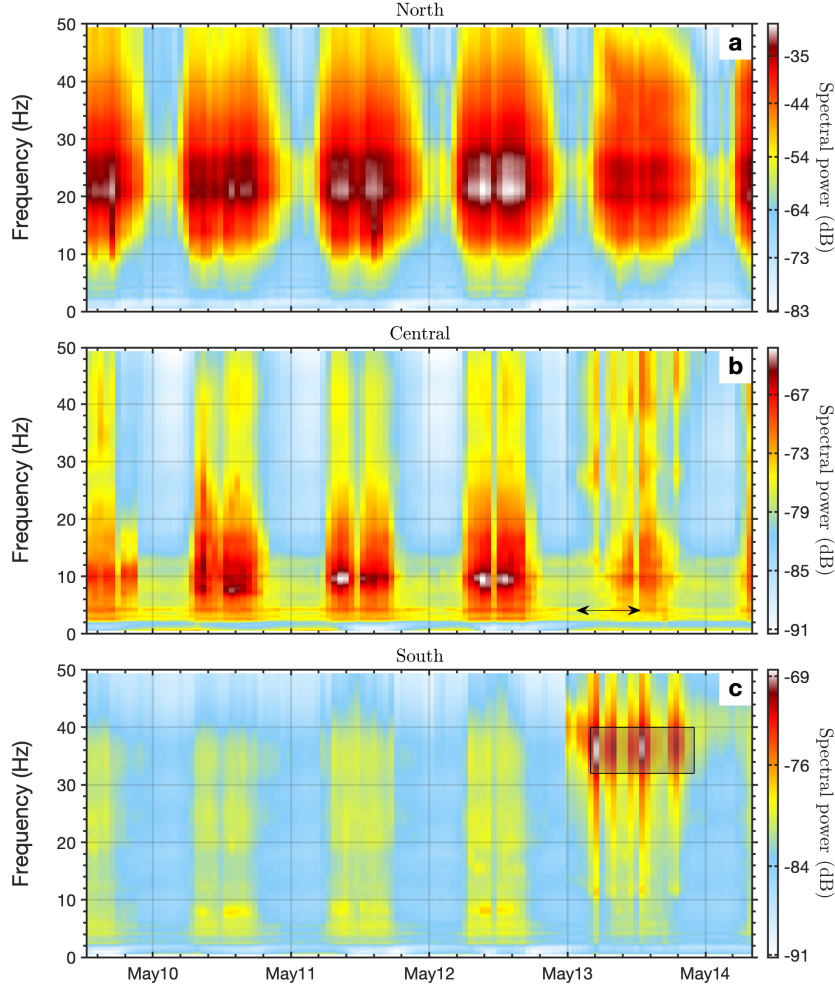 North
50
40
30
20
10
0
Frequency (Hz)
a
-35
-44
-54
-64
-73
-83
Spectral power (dB)
Central
50
40
30
20
10
0
Frequency (Hz)
b
-67
-73
-79
-85
-91
Spectral power (dB)
South
50
40
30
20
10
0
Frequency (Hz)
c
-69
-76
-84
-91
Spectral power (dB)
May10 May11 May12 May13 May14